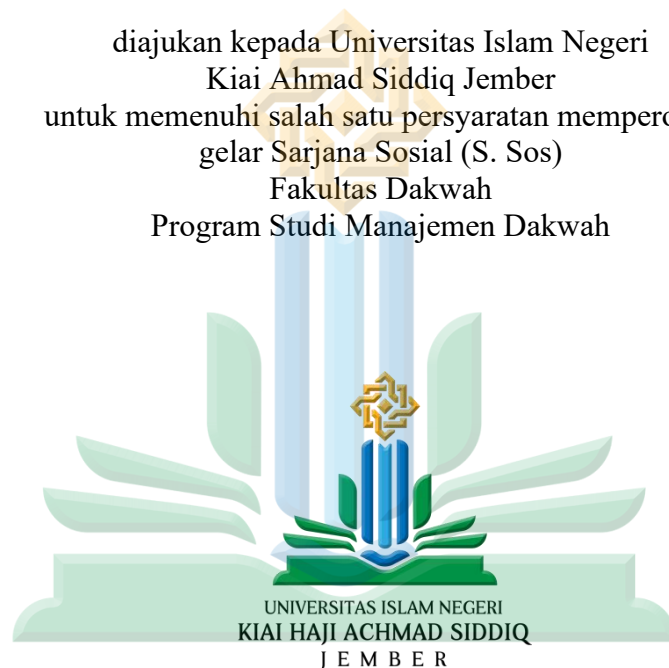 diajukan kepada Universitas Islam Negeri
Kiai Ahmad Siddiq Jember
untuk memenuhi salah satu persyaratan mempero
gelar Sarjana Sosial (S. Sos)
Fakultas Dakwah
Program Studi Manajemen Dakwah
UNIVERSITAS ISLAM NEGERI
KIAI HAJI ACHMAD SIDDIQ
JEMBER